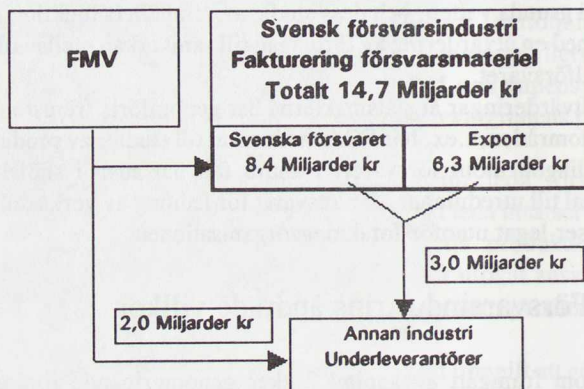 FMV
Svensk försvarsindustri
Fakturering försvarsmateriel
Totalt 14,7 Miljarder kr
Svenska försvaret
8,4 Miljarder kr
Export
6,3 Miljarder kr
3,0 Miljarder kr
2,0 Miljarder kr
Annan industri
Underleverantörer